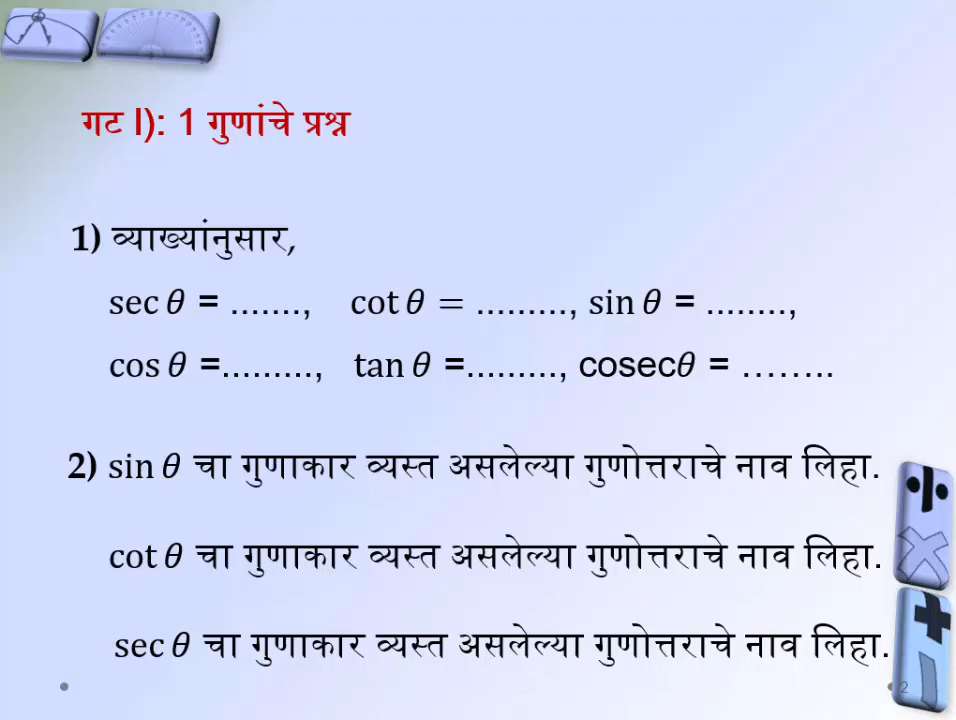 गट I): 1 गुणांचे प्रश्न
1) व्याख्यांनुसार,
sec θ = ......., cot θ = ........., sin θ = ........,
cos θ =........., tan θ =........., cosecθ = ……..
2) sin θ चा गुणाकार व्यस्त असलेल्या गुणोत्तराचे नाव लिहा.
cot θ चा गुणाकार व्यस्त असलेल्या गुणोत्तराचे नाव लिहा.
sec θ चा गुणाकार व्यस्त असलेल्या गुणोत्तराचे नाव लिहा.
2